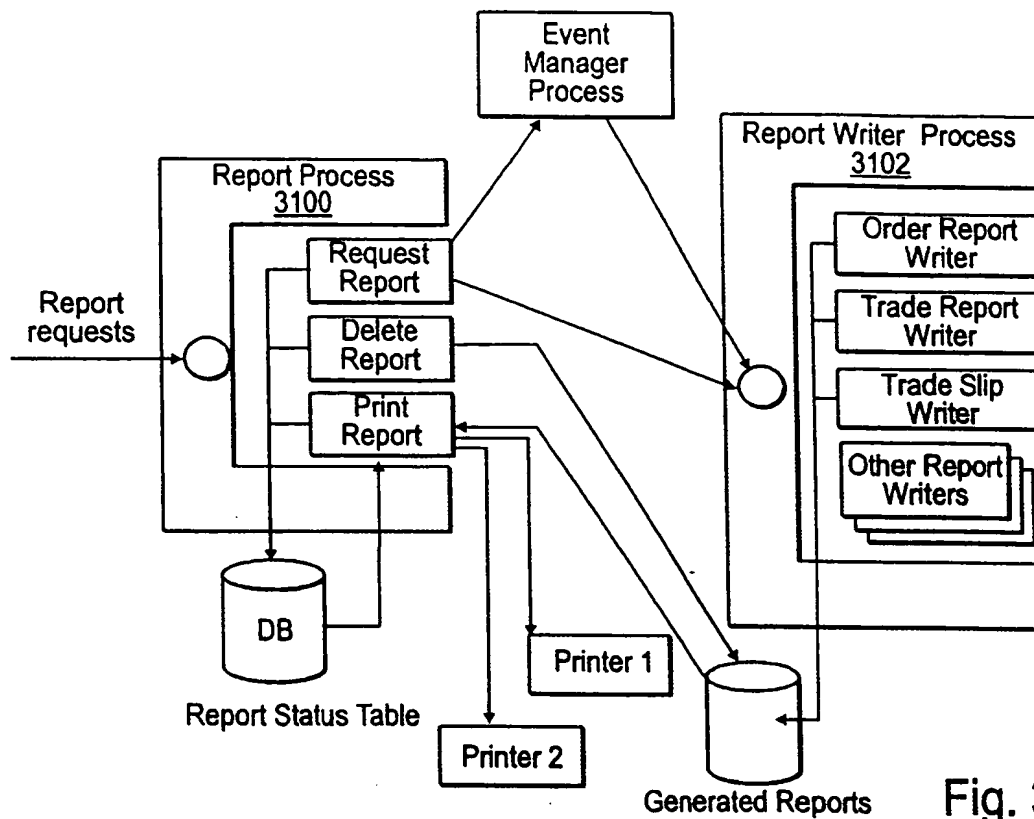 Event
Manager
Process
Report Writer Process
3102
Report Process
3100
Order Report
Writer
Request
Report
Report
requests
Trade Report
Writer
Delete
Report
Trade Slip
Writer
Print
Report
Other Report
Writers
DB
Printer 1
Report Status Table
Printer 2
Generated Reports
Fig.